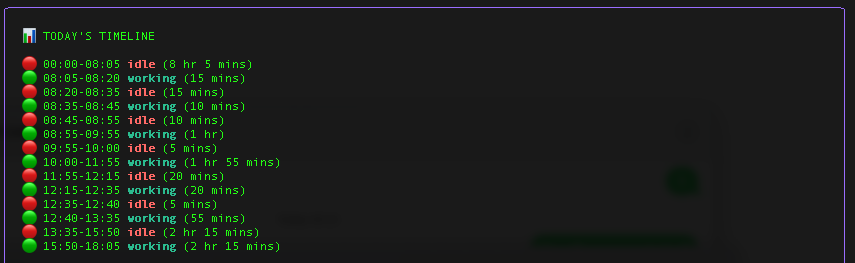 📊 TODAY'S TIMELINE
🔴 00:00-08:05 idle (8 hr 5 mins)
🟢 08:05-08:20 working (15 mins)
🔴 08:20-08:35 idle (15 mins)
🟢 08:35-08:45 working (10 mins)
🔴 08:45-08:55 idle (10 mins)
🟢 08:55-09:55 working (1 hr)
🔴 09:55-10:00 idle (5 mins)
🟢 10:00-11:55 working (1 hr 55 mins)
🔴 11:55-12:15 idle (20 mins)
🟢 12:15-12:35 working (20 mins)
🔴 12:35-12:40 idle (5 mins)
🟢 12:40-13:35 working (55 mins)
🔴 13:35-15:50 idle (2 hr 15 mins)
🟢 15:50-18:05 working (2 hr 15 mins)